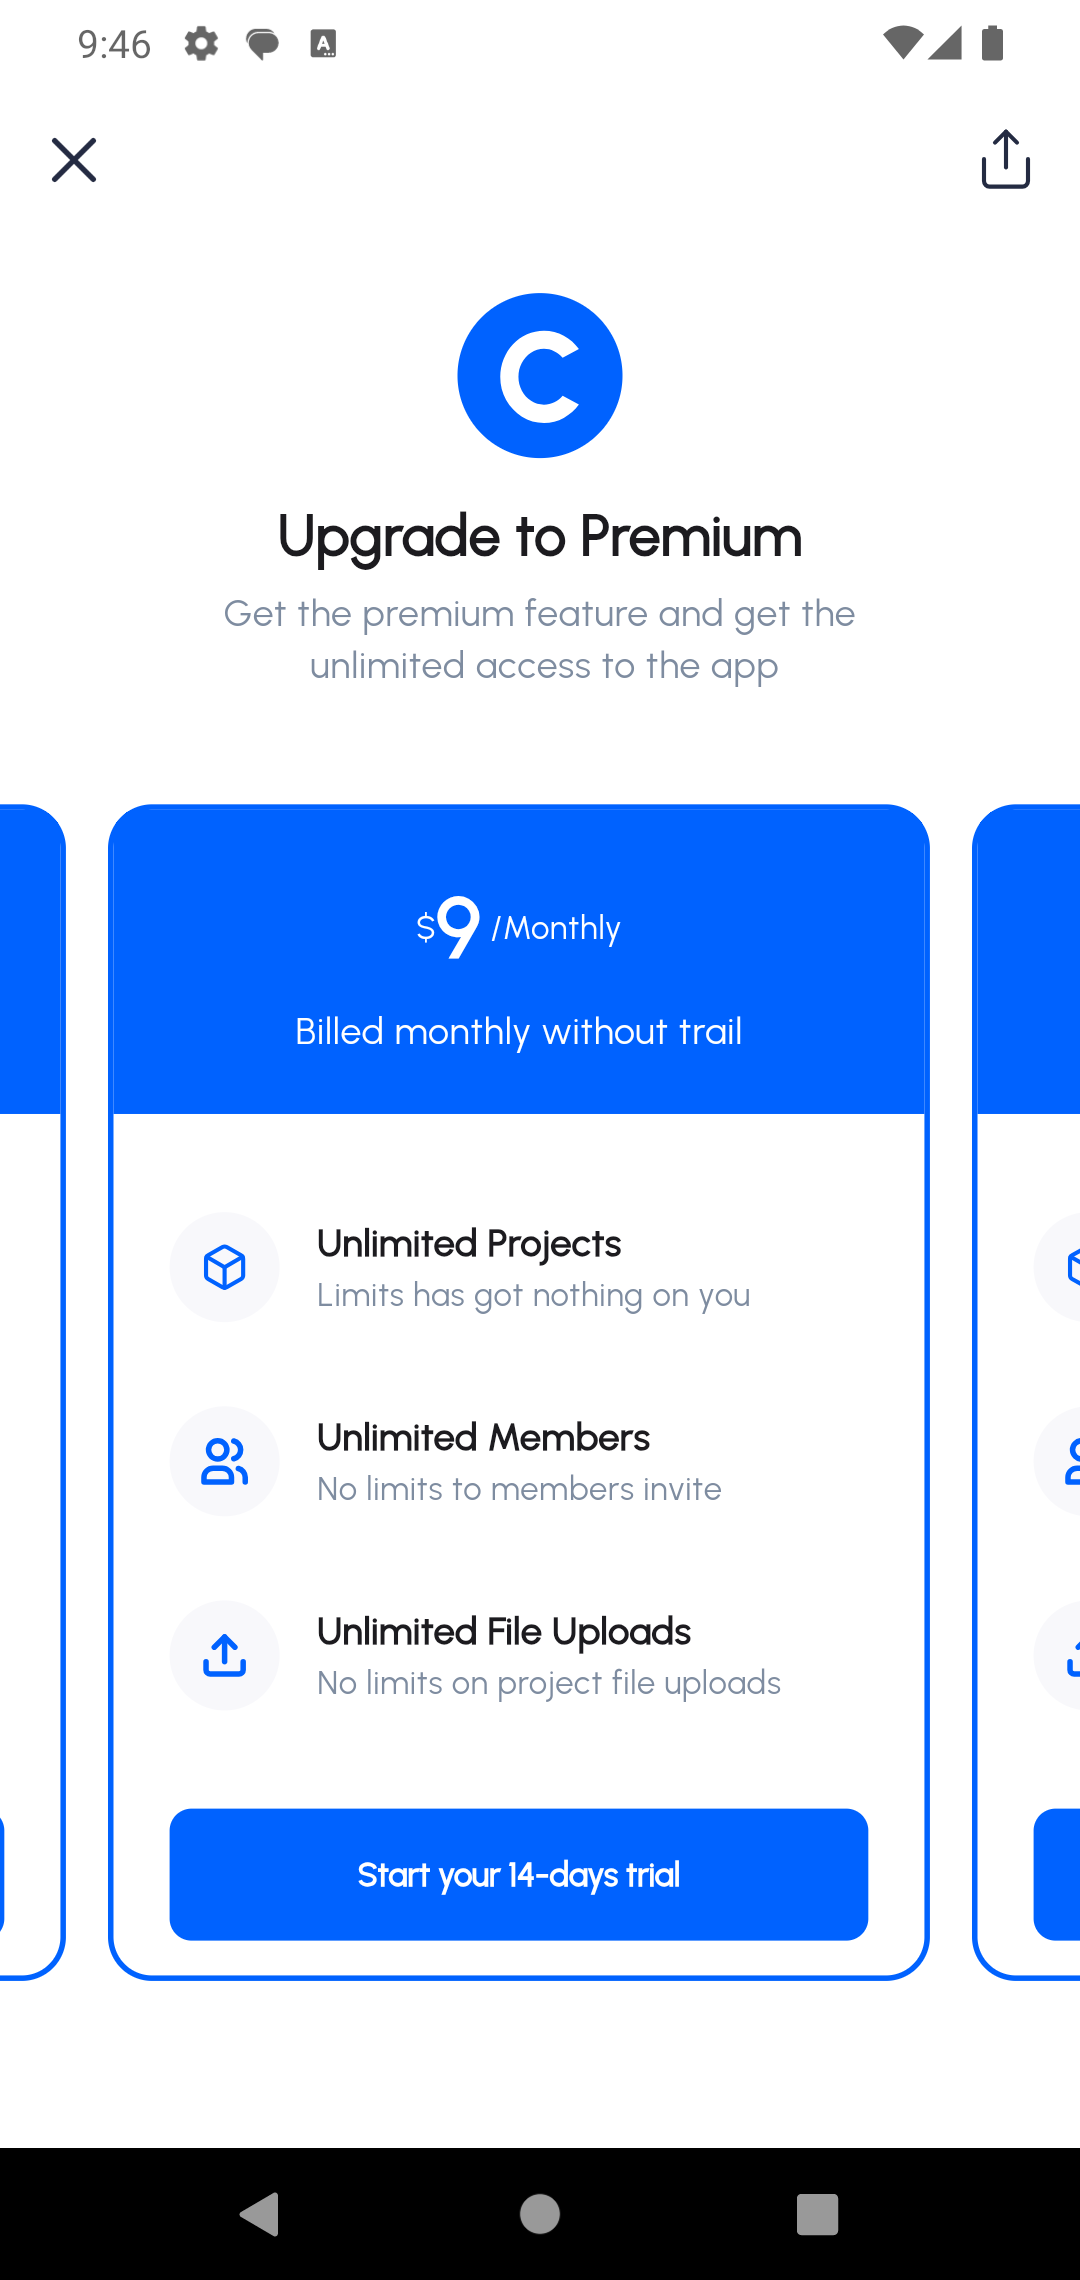 9:46
C
Upgrade to Premium
Get the premium feature and get the
unlimited access to the app
$9 /Monthly
Billed monthly without trail
Unlimited Projects
Limits has got nothing on you
Unlimited Members
No limits to members invite
Unlimited File Uploads
No limits on project file uploads
Start your 14-days trial